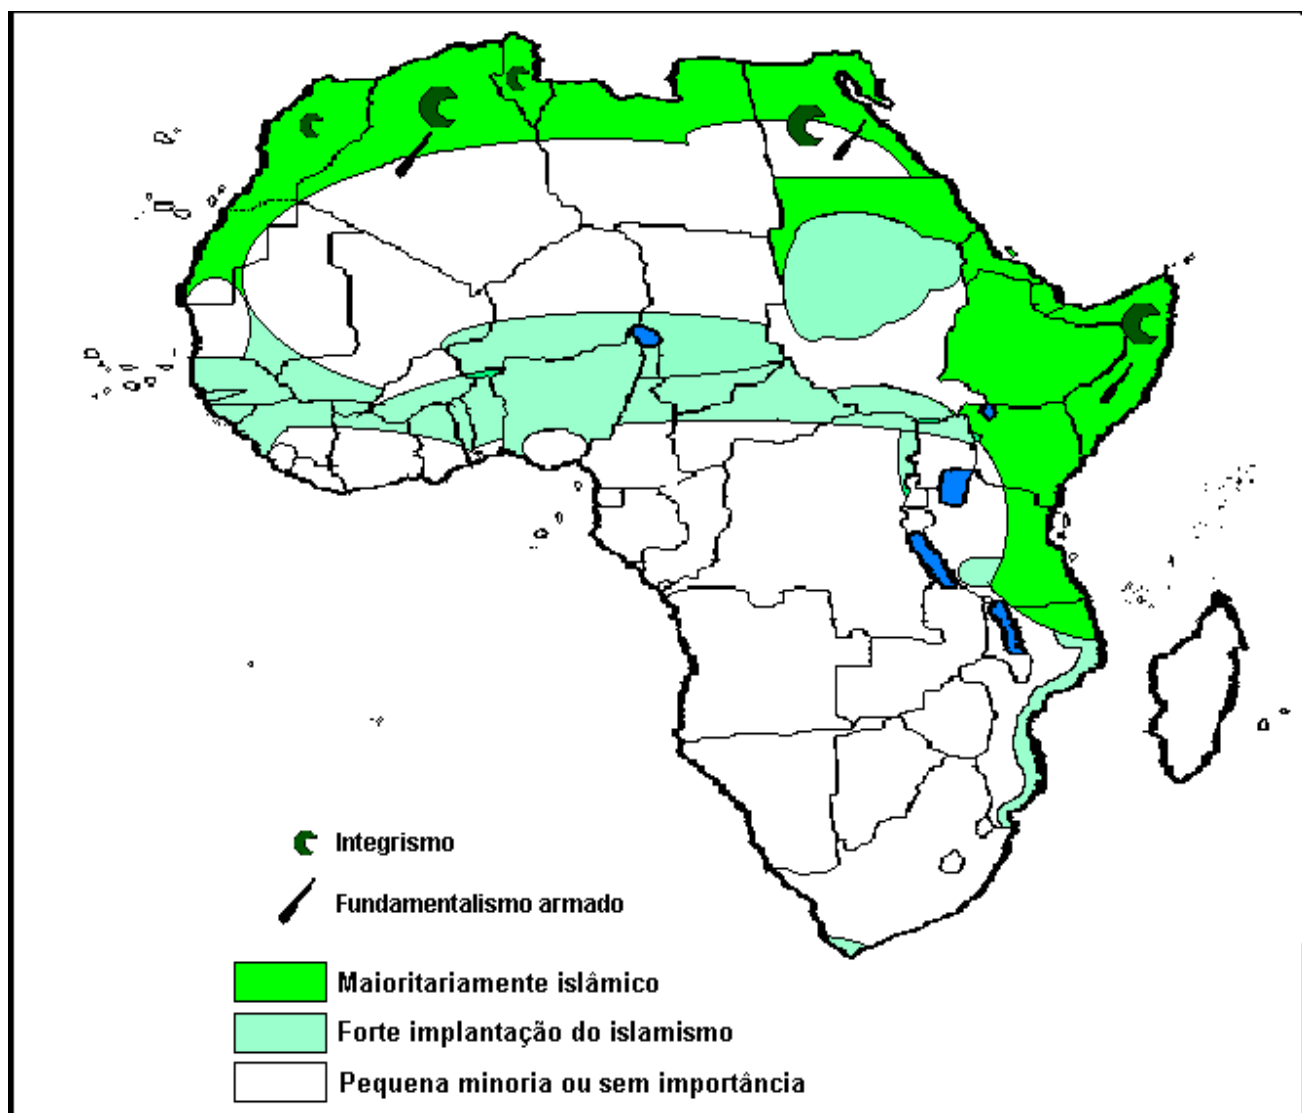 Integrismo
Fundamentalismo armado
Maioritariamente islâmico
Forte implantação do islamismo
Pequena minoria ou sem importância